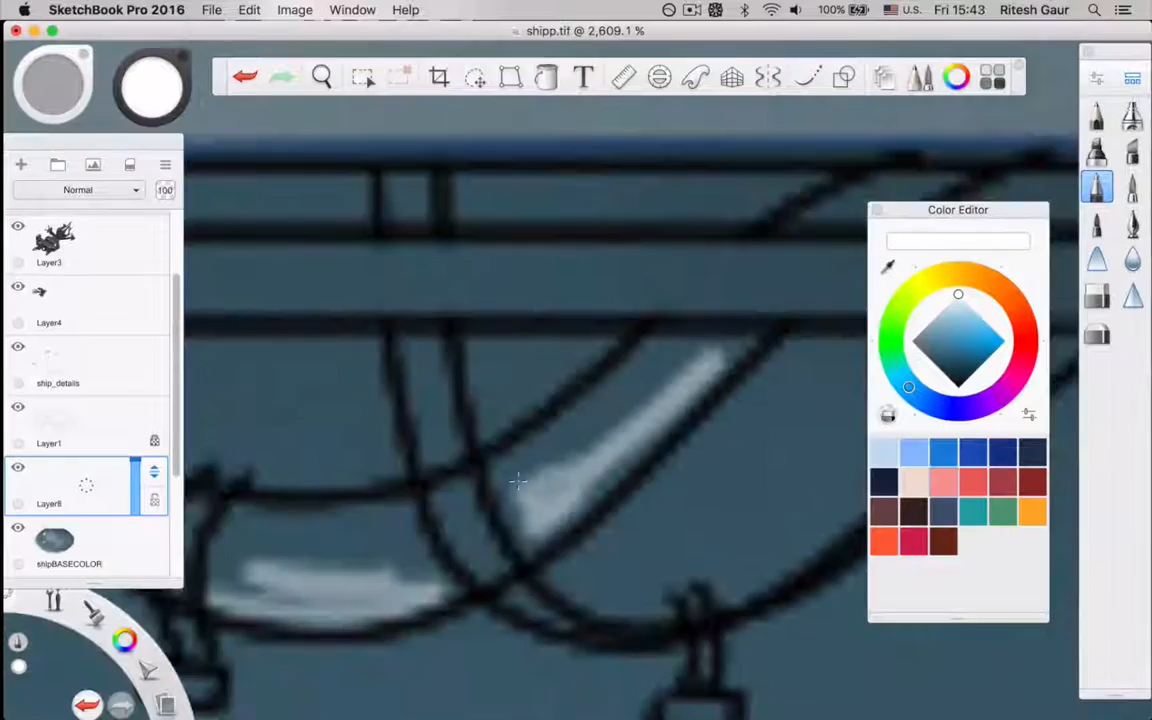 SketchBook Pro 2016 File Edit Image Window Help 100% U.S. Fri 15:43 Ritesh Gaur
shipp.tif @ 2,609.1 %
T
Normal 100
Layer3
Layer4
ship_details
Layer1
Layer6
shipBASECOLOR
Color Editor